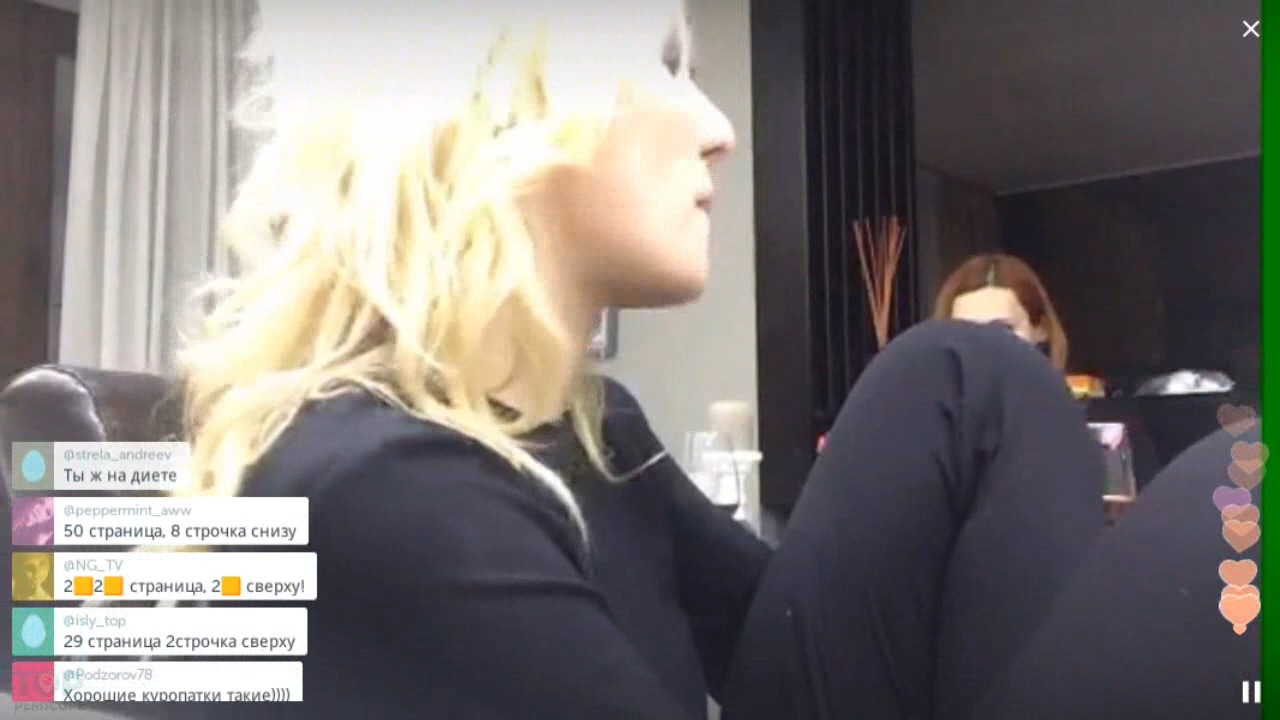 @strela_andreev
Ты ж на диете
@peppermint_aww
50 страница, 8 строчка снизу
@NG_TV
2 2 страница, 2 сверху!
@isly_top
29 страница 2строчка сверху
@Podzorov78
Хорошие куропатки такие))))
TOP